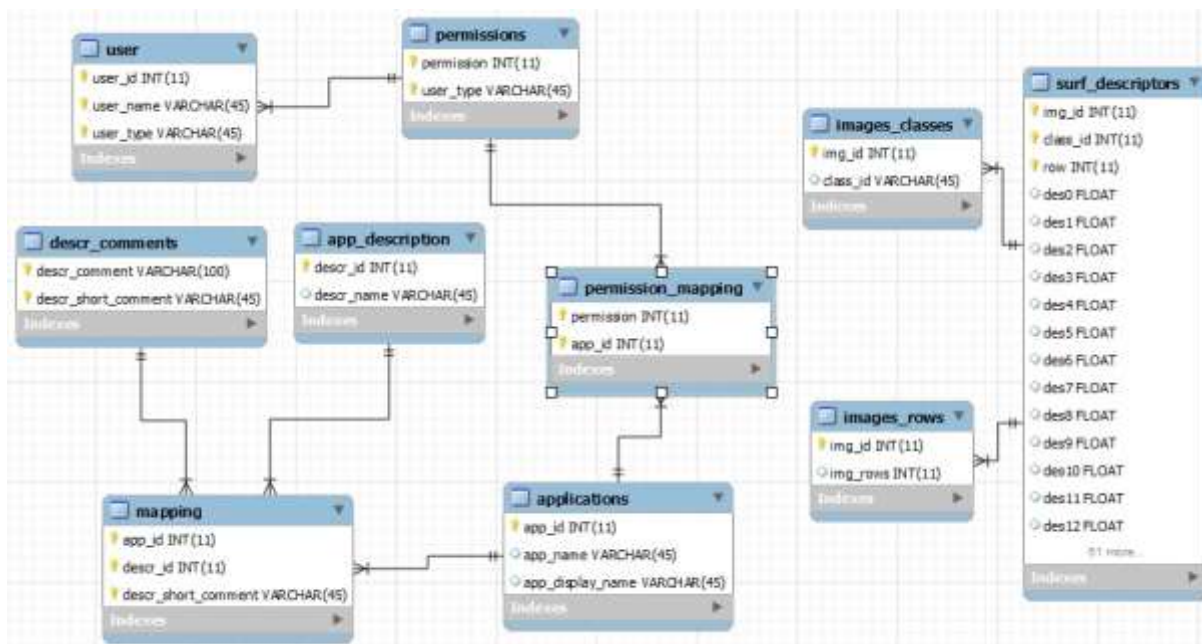 user
user_id INT(11)
user_name VARCHAR(45)
user_type VARCHAR(45)
Indexes
permissions
permission INT(11)
user_type VARCHAR(45)
Indexes
descr_comments
descr_comment VARCHAR(100)
descr_short_comment VARCHAR(45)
Indexes
app_description
descr_id INT(11)
descr_name VARCHAR(45)
Indexes
permission_mapping
permission INT(11)
app_id INT(11)
Indexes
mapping
app_id INT(11)
descr_id INT(11)
descr_short_comment VARCHAR(45)
Indexes
applications
app_id INT(11)
app_name VARCHAR(45)
app_display_name VARCHAR(45)
Indexes
images_classes
img_id INT(11)
class_id VARCHAR(45)
Indexes
images_rows
img_id INT(11)
img_rows INT(11)
Indexes
surf_descriptors
img_id INT(11)
class_id INT(11)
row INT(11)
des0 FLOAT
des1 FLOAT
des2 FLOAT
des3 FLOAT
des4 FLOAT
des5 FLOAT
des6 FLOAT
des7 FLOAT
des8 FLOAT
des9 FLOAT
des10 FLOAT
des11 FLOAT
des12 FLOAT
51 more...
Indexes